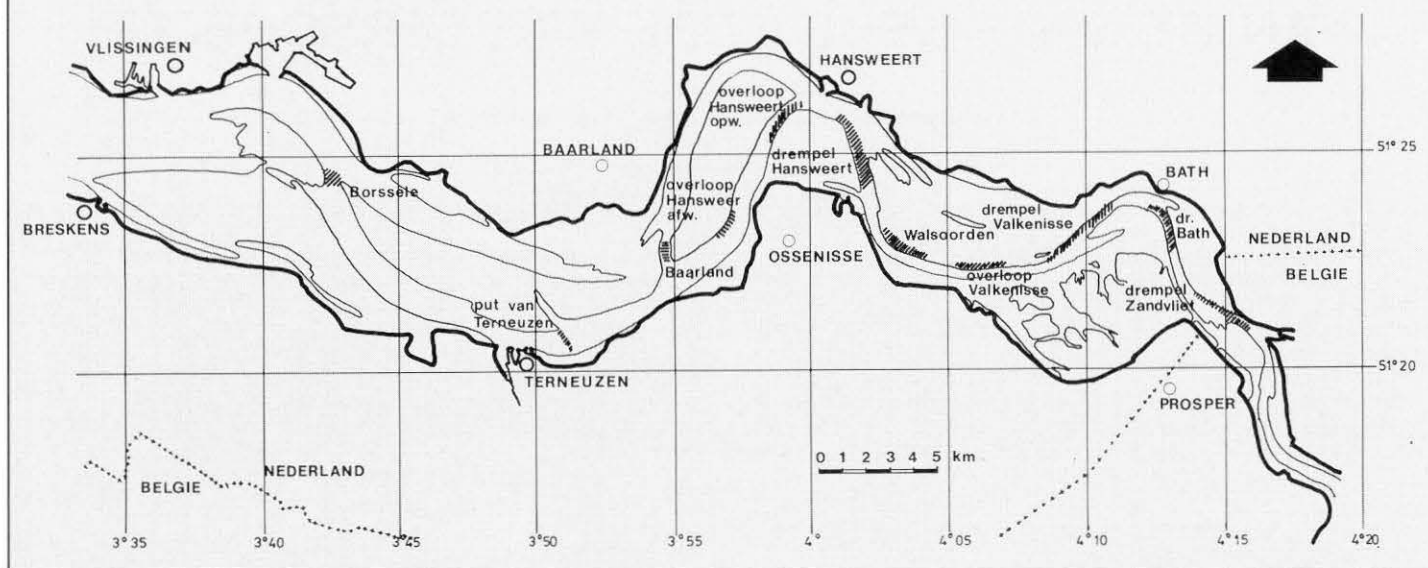 VLISSINGEN
HANSWEERT
overloop
Hansweert
opw.
BAARLAND
51° 25
drempel
Hansweert
BATH
Borssele
overloop
Hansweer
afw.
drempel
Valkenisse
dr.
Bath
BRESKENS
Walsoorden
NEDERLAND
OSSENISSE
Baarland
BELGIE
overloop
Valkenisse
drempel
Zandvliet
put van
Terneuzen
51° 20
TERNEUZEN
PROSPER
0 1 2 3 4 5 km
NEDERLAND
BELGIE
3°35 3°40 3°45 3°50 3°55 4° 4°05 4°10 4°15 4°20